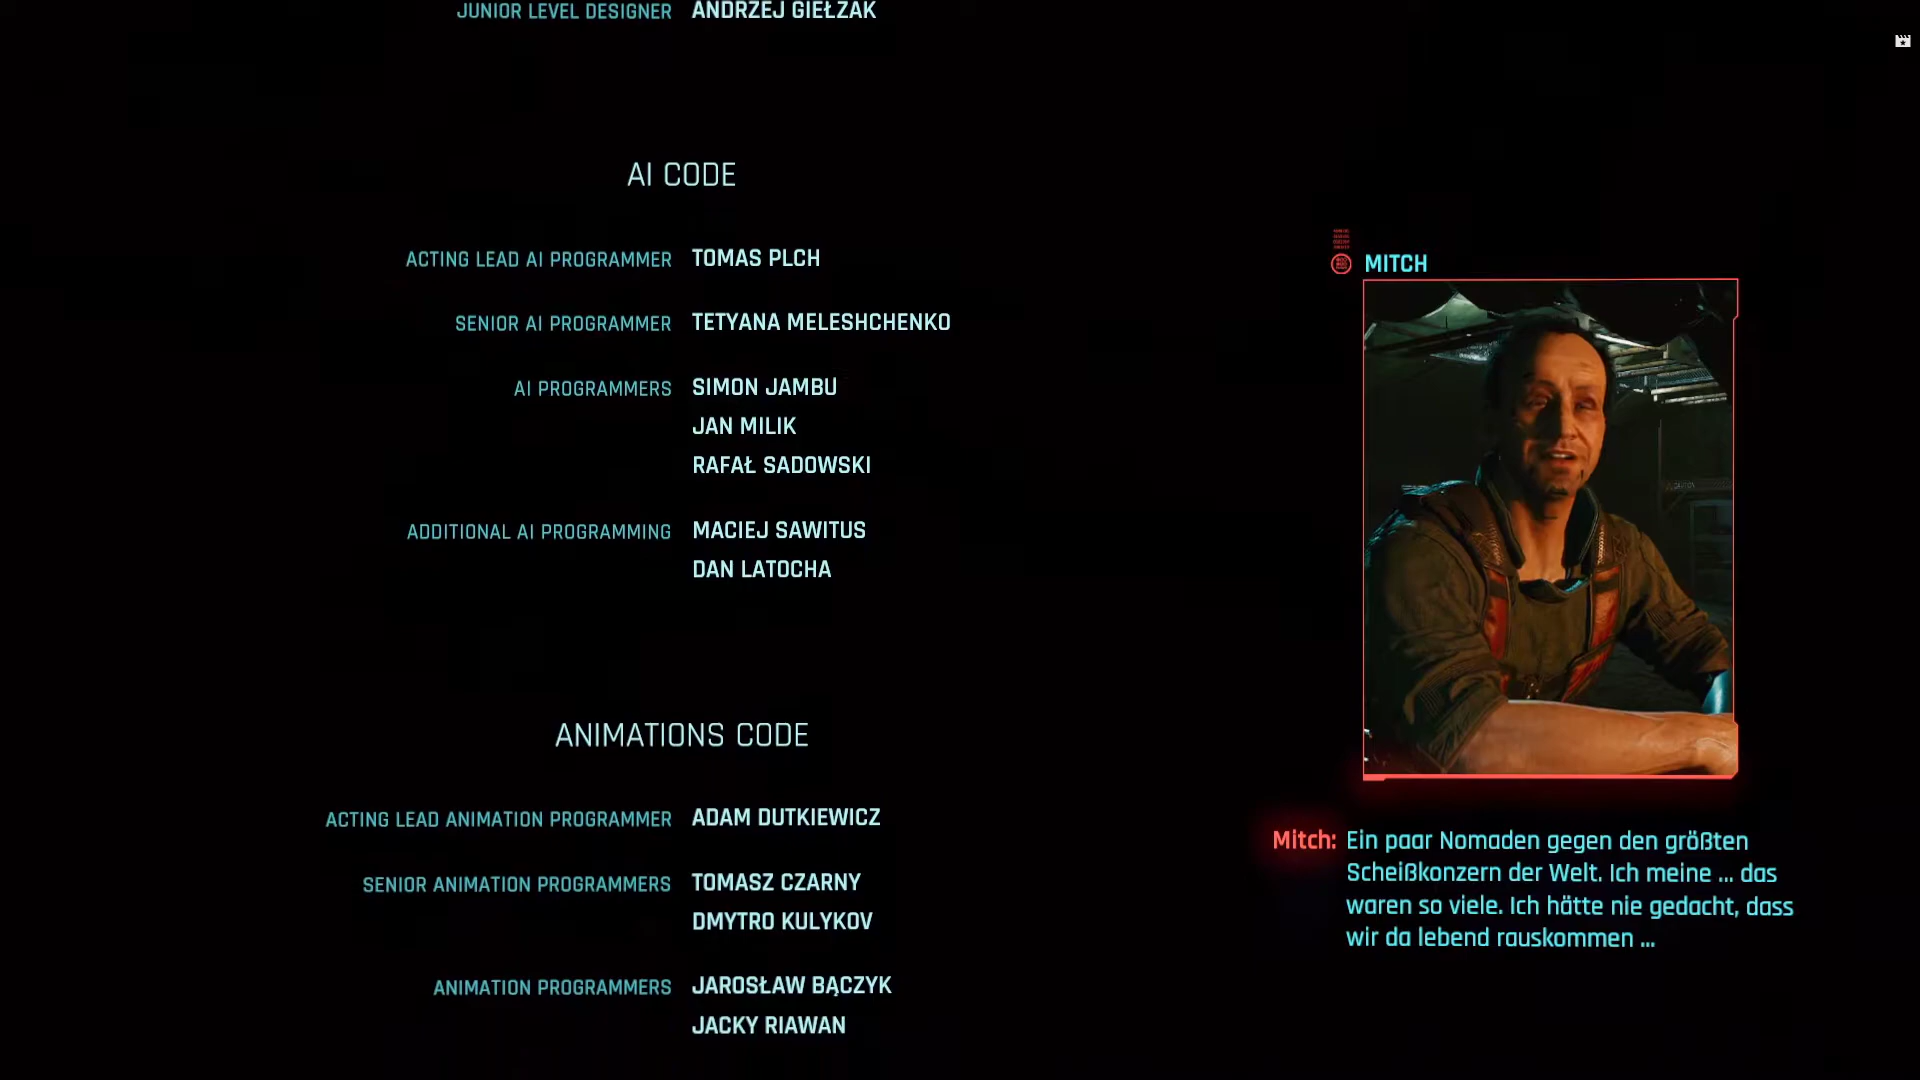 JUNIOR LEVEL DESIGNER ANDRZEJ GIEŁZAK
AI CODE
ACTING LEAD AI PROGRAMMER TOMAS PLCH
SENIOR AI PROGRAMMER TETYANA MELESHCHENKO
AI PROGRAMMERS SIMON JAMBU
JAN MILIK
RAFAŁ SADOWSKI
ADDITIONAL AI PROGRAMMING MACIEJ SAWITUS
DAN LATOCHA
ANIMATIONS CODE
ACTING LEAD ANIMATION PROGRAMMER ADAM DUTKIEWICZ
SENIOR ANIMATION PROGRAMMERS TOMASZ CZARNY
DMYTRO KULYKOV
ANIMATION PROGRAMMERS JAROSŁAW BĄCZYK
JACKY RIAWAN
MITCH
Mitch: Ein paar Nomaden gegen den größten
Scheißkonzern der Welt. Ich meine ... das
waren so viele. Ich hätte nie gedacht, dass
wir da lebend rauskommen ...